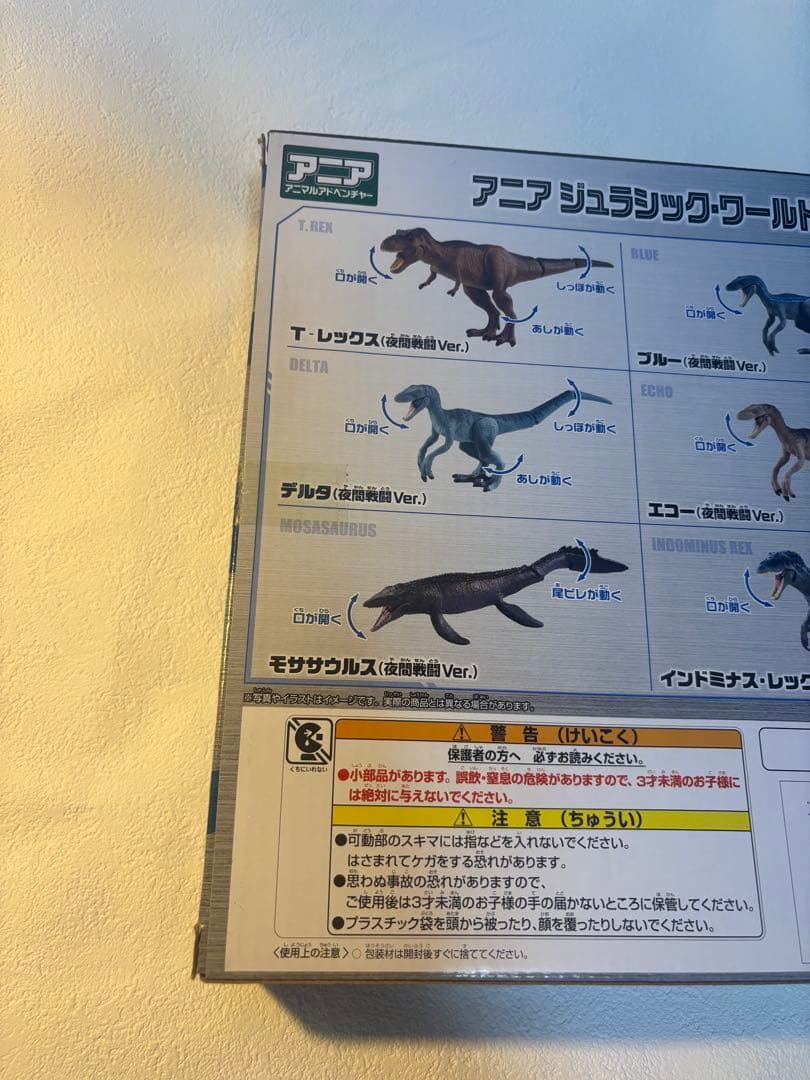 アニア
アニマルアドベンチャー
アニア ジュラシック・ワールド
T. REX
口が開く
しっぽが動く
あしが動く
T-レックス(夜間戦闘Ver.)
BLUE
口が開く
ブルー(夜間戦闘Ver.)
DELTA
口が開く
しっぽが動く
あしが動く
デルタ(夜間戦闘Ver.)
ECHO
口が開く
エコー(夜間戦闘Ver.)
MOSASAURUS
口が開く
尾ビレが動く
モササウルス(夜間戦闘Ver.)
INDOMINUS REX
口が開く
インドミナス・レック
※写真やイラストはイメージです。実際の商品とは異なる場合があります。
くちにいれない
警告(けいこく)
保護者の方へ 必ずお読みください。
●小部品があります。誤飲・窒息の危険がありますので、3才未満のお子様に
は絶対に与えないでください。
注意(ちゅうい)
●可動部のスキマには指などを入れないでください。
はさまれてケガをする恐れがあります。
●思わぬ事故の恐れがありますので、
ご使用後は3才未満のお子様の手の届かないところに保管してください。
●プラスチック袋を頭から被ったり、顔を覆ったりしないでください。
〈使用上の注意〉○包装材は開封後すぐに捨ててください。